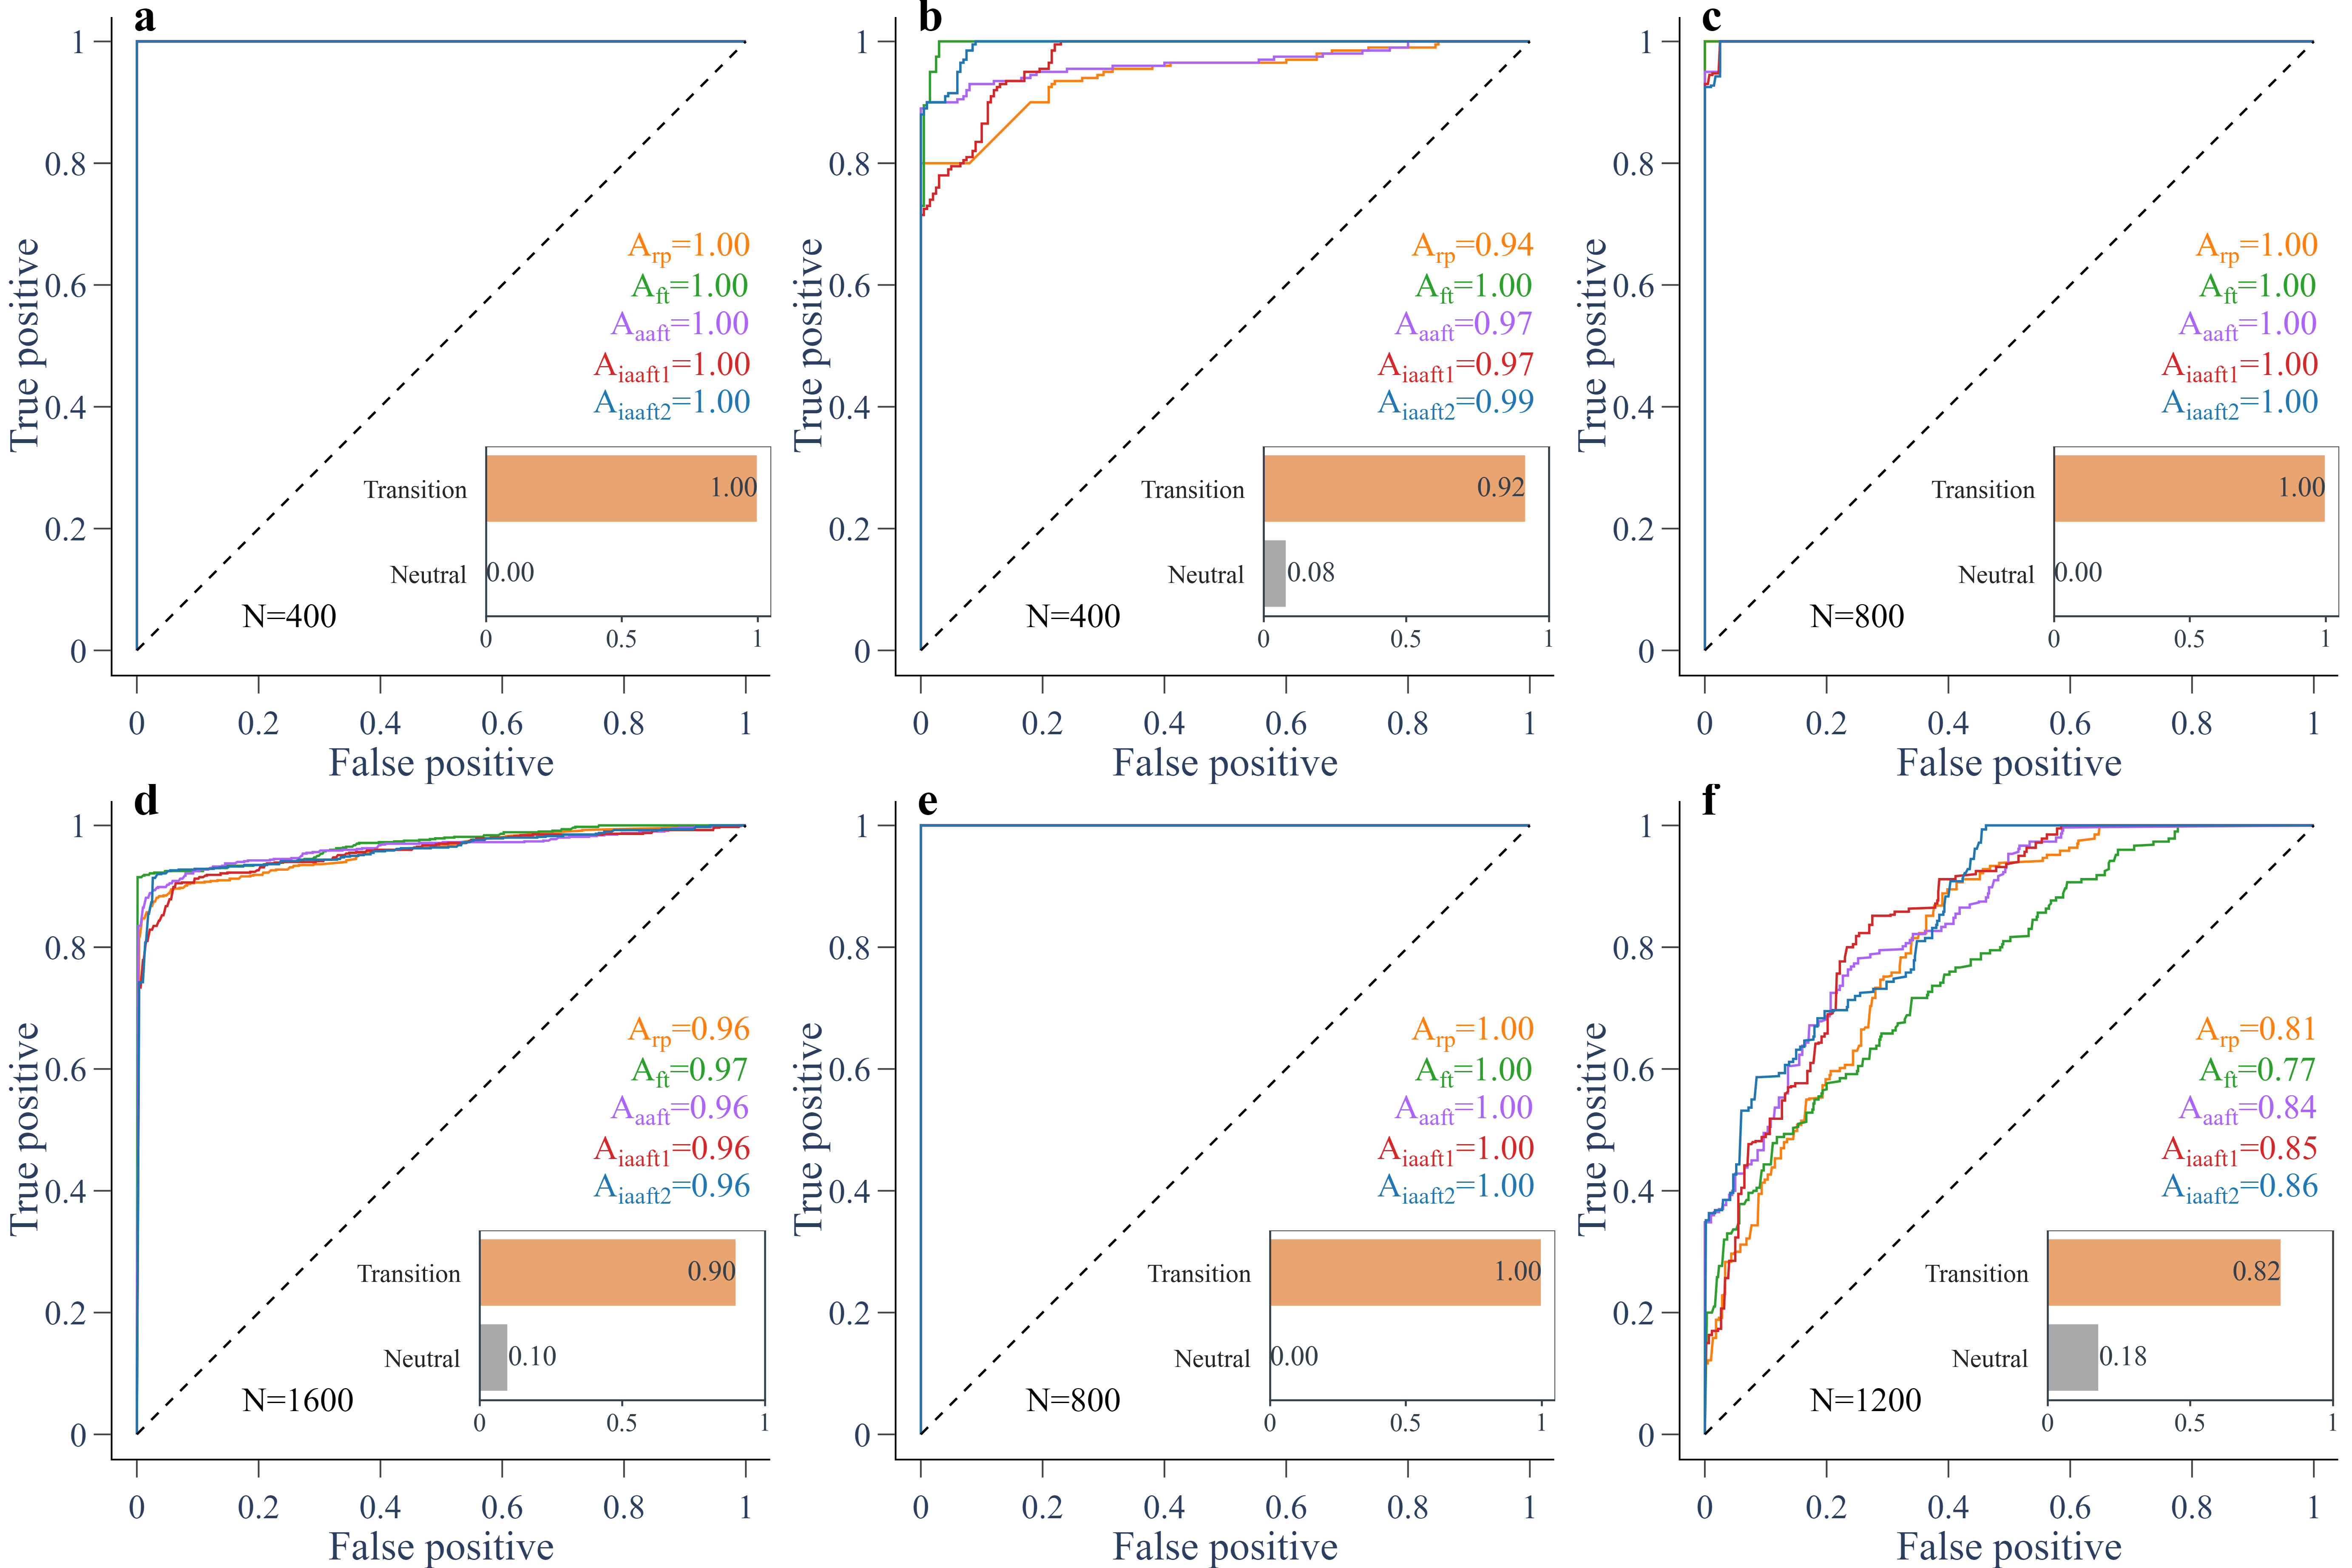 a
1
0.8
0.6
0.4
0.2
0
True positive
A_rp=1.00
A_ft=1.00
A_aaft=1.00
A_iaaft1=1.00
A_iaaft2=1.00
Transition
1.00
Neutral
0.00
0 0.5 1
N=400
0 0.2 0.4 0.6 0.8 1
False positive
b
1
0.8
0.6
0.4
0.2
0
True positive
A_rp=0.94
A_ft=1.00
A_aaft=0.97
A_iaaft1=0.97
A_iaaft2=0.99
Transition
0.92
Neutral
0.08
0 0.5 1
N=400
0 0.2 0.4 0.6 0.8 1
False positive
c
1
0.8
0.6
0.4
0.2
0
True positive
A_rp=1.00
A_ft=1.00
A_aaft=1.00
A_iaaft1=1.00
A_iaaft2=1.00
Transition
1.00
Neutral
0.00
0 0.5 1
N=800
0 0.2 0.4 0.6 0.8 1
False positive
d
1
0.8
0.6
0.4
0.2
0
True positive
A_rp=0.96
A_ft=0.97
A_aaft=0.96
A_iaaft1=0.96
A_iaaft2=0.96
Transition
0.90
Neutral
0.10
0 0.5 1
N=1600
0 0.2 0.4 0.6 0.8 1
False positive
e
1
0.8
0.6
0.4
0.2
0
True positive
A_rp=1.00
A_ft=1.00
A_aaft=1.00
A_iaaft1=1.00
A_iaaft2=1.00
Transition
1.00
Neutral
0.00
0 0.5 1
N=800
0 0.2 0.4 0.6 0.8 1
False positive
f
1
0.8
0.6
0.4
0.2
0
True positive
A_rp=0.81
A_ft=0.77
A_aaft=0.84
A_iaaft1=0.85
A_iaaft2=0.86
Transition
0.82
Neutral
0.18
0 0.5 1
N=1200
0 0.2 0.4 0.6 0.8 1
False positive